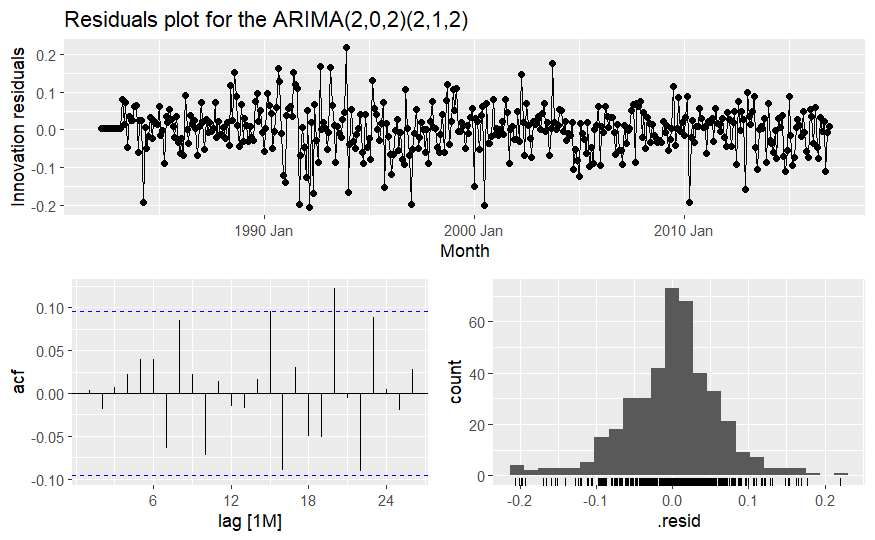 Residuals plot for the ARIMA(2,0,2)(2,1,2)
Innovation residuals
0.2
0.1
0.0
-0.1
-0.2
1990 Jan 2000 Jan 2010 Jan
Month
acf
0.10
0.05
0.00
-0.05
-0.10
6 12 18 24
lag [1M]
count
60
40
20
0
-0.2 -0.1 0.0 0.1 0.2
.resid